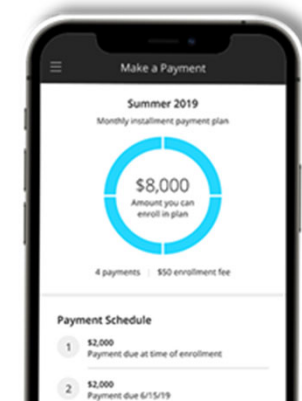 Make a Payment
Summer 2019
Monthly installment payment plan
$8,000
Amount you can
enroll in plan
4 payments | $50 enrollment fee
Payment Schedule
1
$2,000
Payment due at time of enrollment
2
$2,000
Payment due 6/15/19